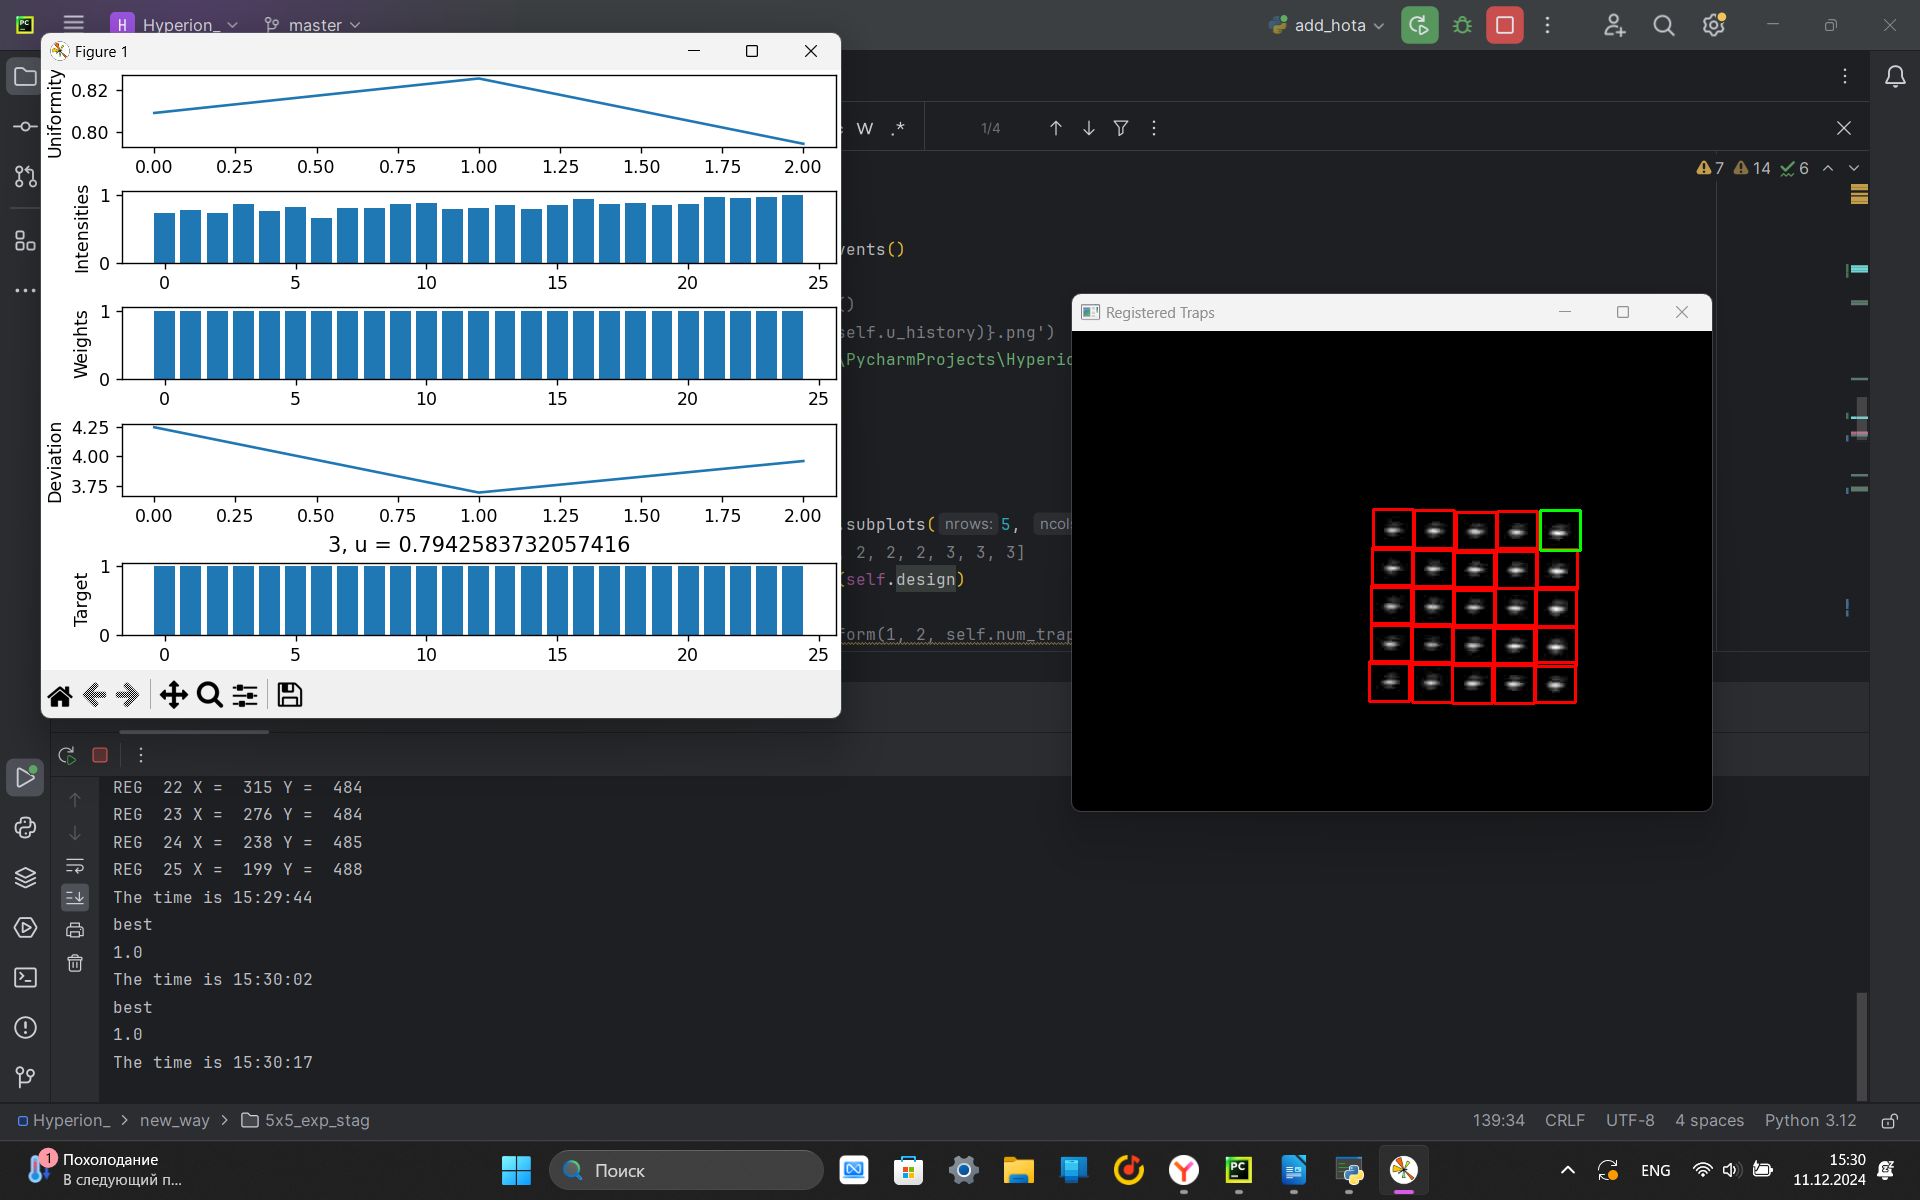 PC
H Hyperion_ master
add_hota
Figure 1
Uniformity
0.82
0.80
0.00 0.25 0.50 0.75 1.00 1.25 1.50 1.75 2.00
Intensities
1
0
0 5 10 15 20 25
Weights
1
0
0 5 10 15 20 25
Deviation
4.25
4.00
3.75
0.00 0.25 0.50 0.75 1.00 1.25 1.50 1.75 2.00
3, u = 0.7942583732057416
Target
1
0
0 5 10 15 20 25
W .* 1/4
7 14 6
vents()
()
self.u_history)}.png')
\PycharmProjects\Hyperio
.subplots( nrows: 5, ncol
, 2, 2, 2, 3, 3, 3]
(self.design)
form(1, 2, self.num_trap
Registered Traps
REG 22 X = 315 Y = 484
REG 23 X = 276 Y = 484
REG 24 X = 238 Y = 485
REG 25 X = 199 Y = 488
The time is 15:29:44
best
1.0
The time is 15:30:02
best
1.0
The time is 15:30:17
Hyperion_ > new_way > 5x5_exp_stag
139:34 CRLF UTF-8 4 spaces Python 3.12
1
Похолодание
В следующий п...
Поиск
PC
ENG
15:30
11.12.2024